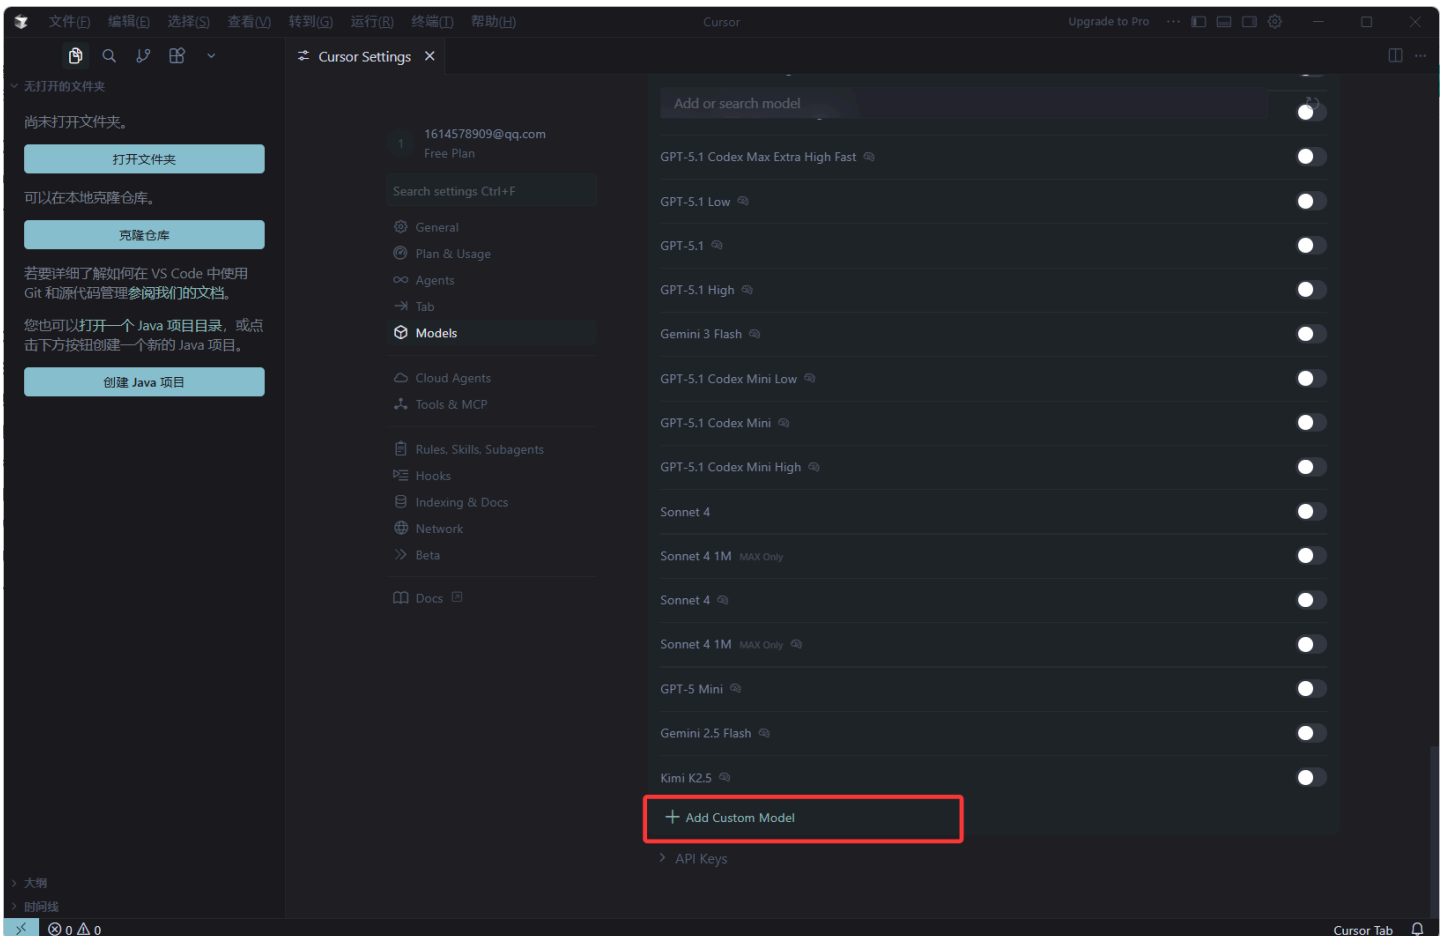 文件(F) 编辑(E) 选择(S) 查看(V) 转到(G) 运行(R) 终端(T) 帮助(H) Cursor Upgrade to Pro
Cursor Settings
无打开的文件夹
尚未打开文件夹。
打开文件夹
可以在本地克隆仓库。
克隆仓库
若要详细了解如何在 VS Code 中使用
Git 和源代码管理参阅我们的文档。
您也可以打开一个 Java 项目目录，或点
击下方按钮创建一个新的 Java 项目。
创建 Java 项目
大纲
时间线
1
1614578909@qq.com
Free Plan
Search settings Ctrl+F
General
Plan & Usage
Agents
Tab
Models
Cloud Agents
Tools & MCP
Rules, Skills, Subagents
Hooks
Indexing & Docs
Network
Beta
Docs
Add or search model
GPT-5.1 Codex Max Extra High Fast
GPT-5.1 Low
GPT-5.1
GPT-5.1 High
Gemini 3 Flash
GPT-5.1 Codex Mini Low
GPT-5.1 Codex Mini
GPT-5.1 Codex Mini High
Sonnet 4
Sonnet 4 1M MAX Only
Sonnet 4
Sonnet 4 1M MAX Only
GPT-5 Mini
Gemini 2.5 Flash
Kimi K2.5
Add Custom Model
API Keys
0 0
Cursor Tab